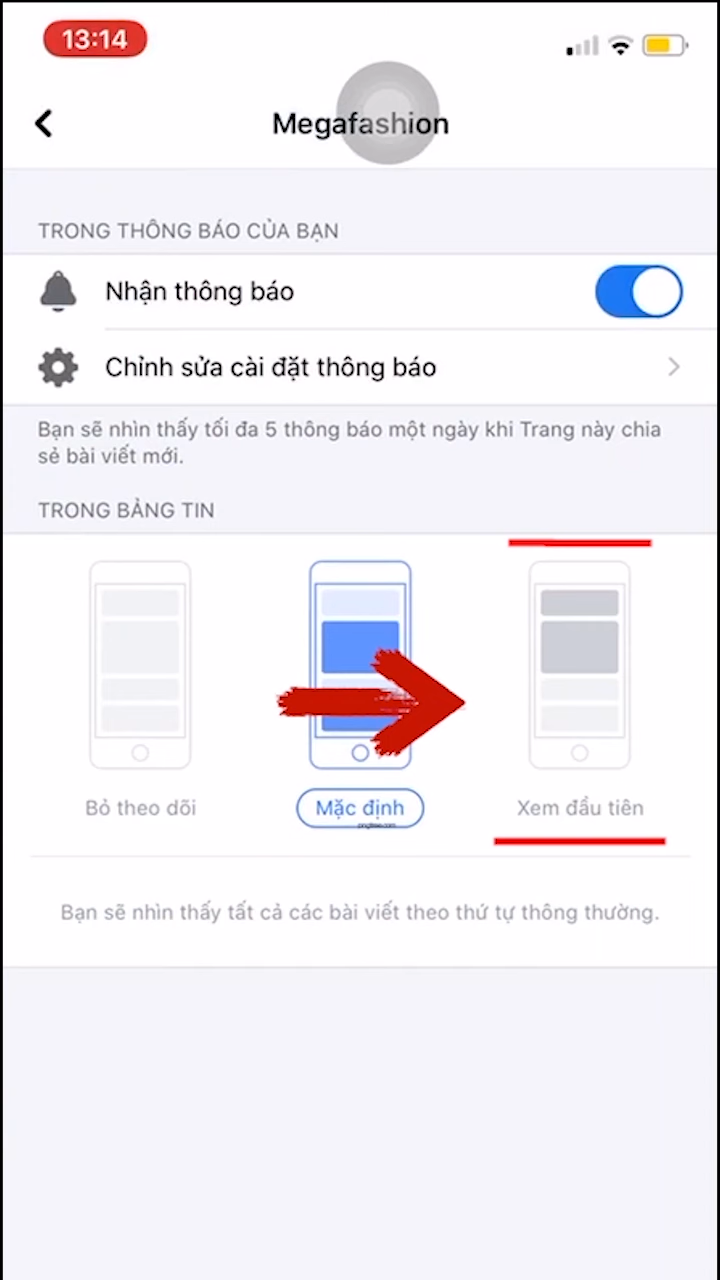 13:14
Megafashion
TRONG THÔNG BÁO CỦA BẠN
Nhận thông báo
Chỉnh sửa cài đặt thông báo
Bạn sẽ nhìn thấy tối đa 5 thông báo một ngày khi Trang này chia
sẻ bài viết mới.
TRONG BẢNG TIN
Bỏ theo dõi
Mặc định
Xem đầu tiên
Bạn sẽ nhìn thấy tất cả các bài viết theo thứ tự thông thường.